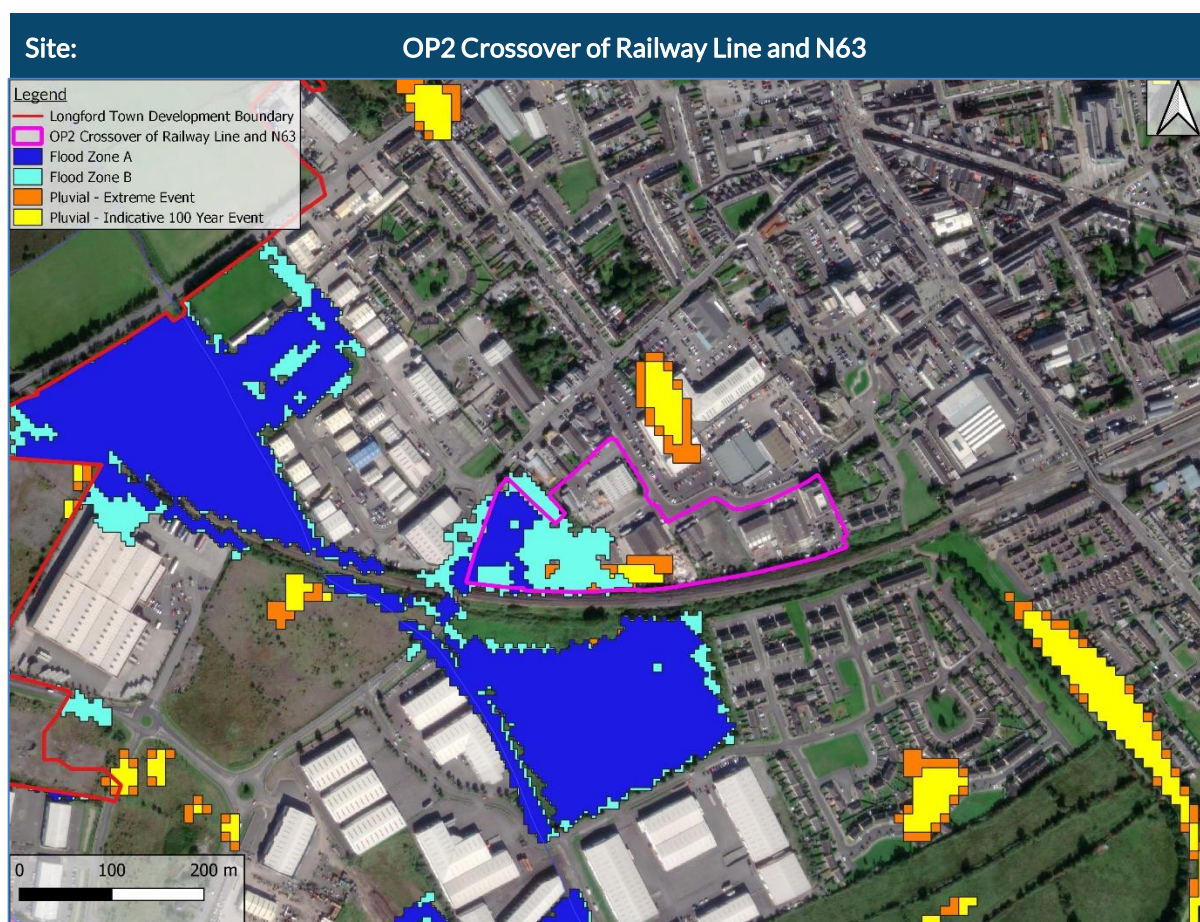 Site: OP2 Crossover of Railway Line and N63
Legend
Longford Town Development Boundary
OP2 Crossover of Railway Line and N63
Flood Zone A
Flood Zone B
Pluvial - Extreme Event
Pluvial - Indicative 100 Year Event
0 100 200 m